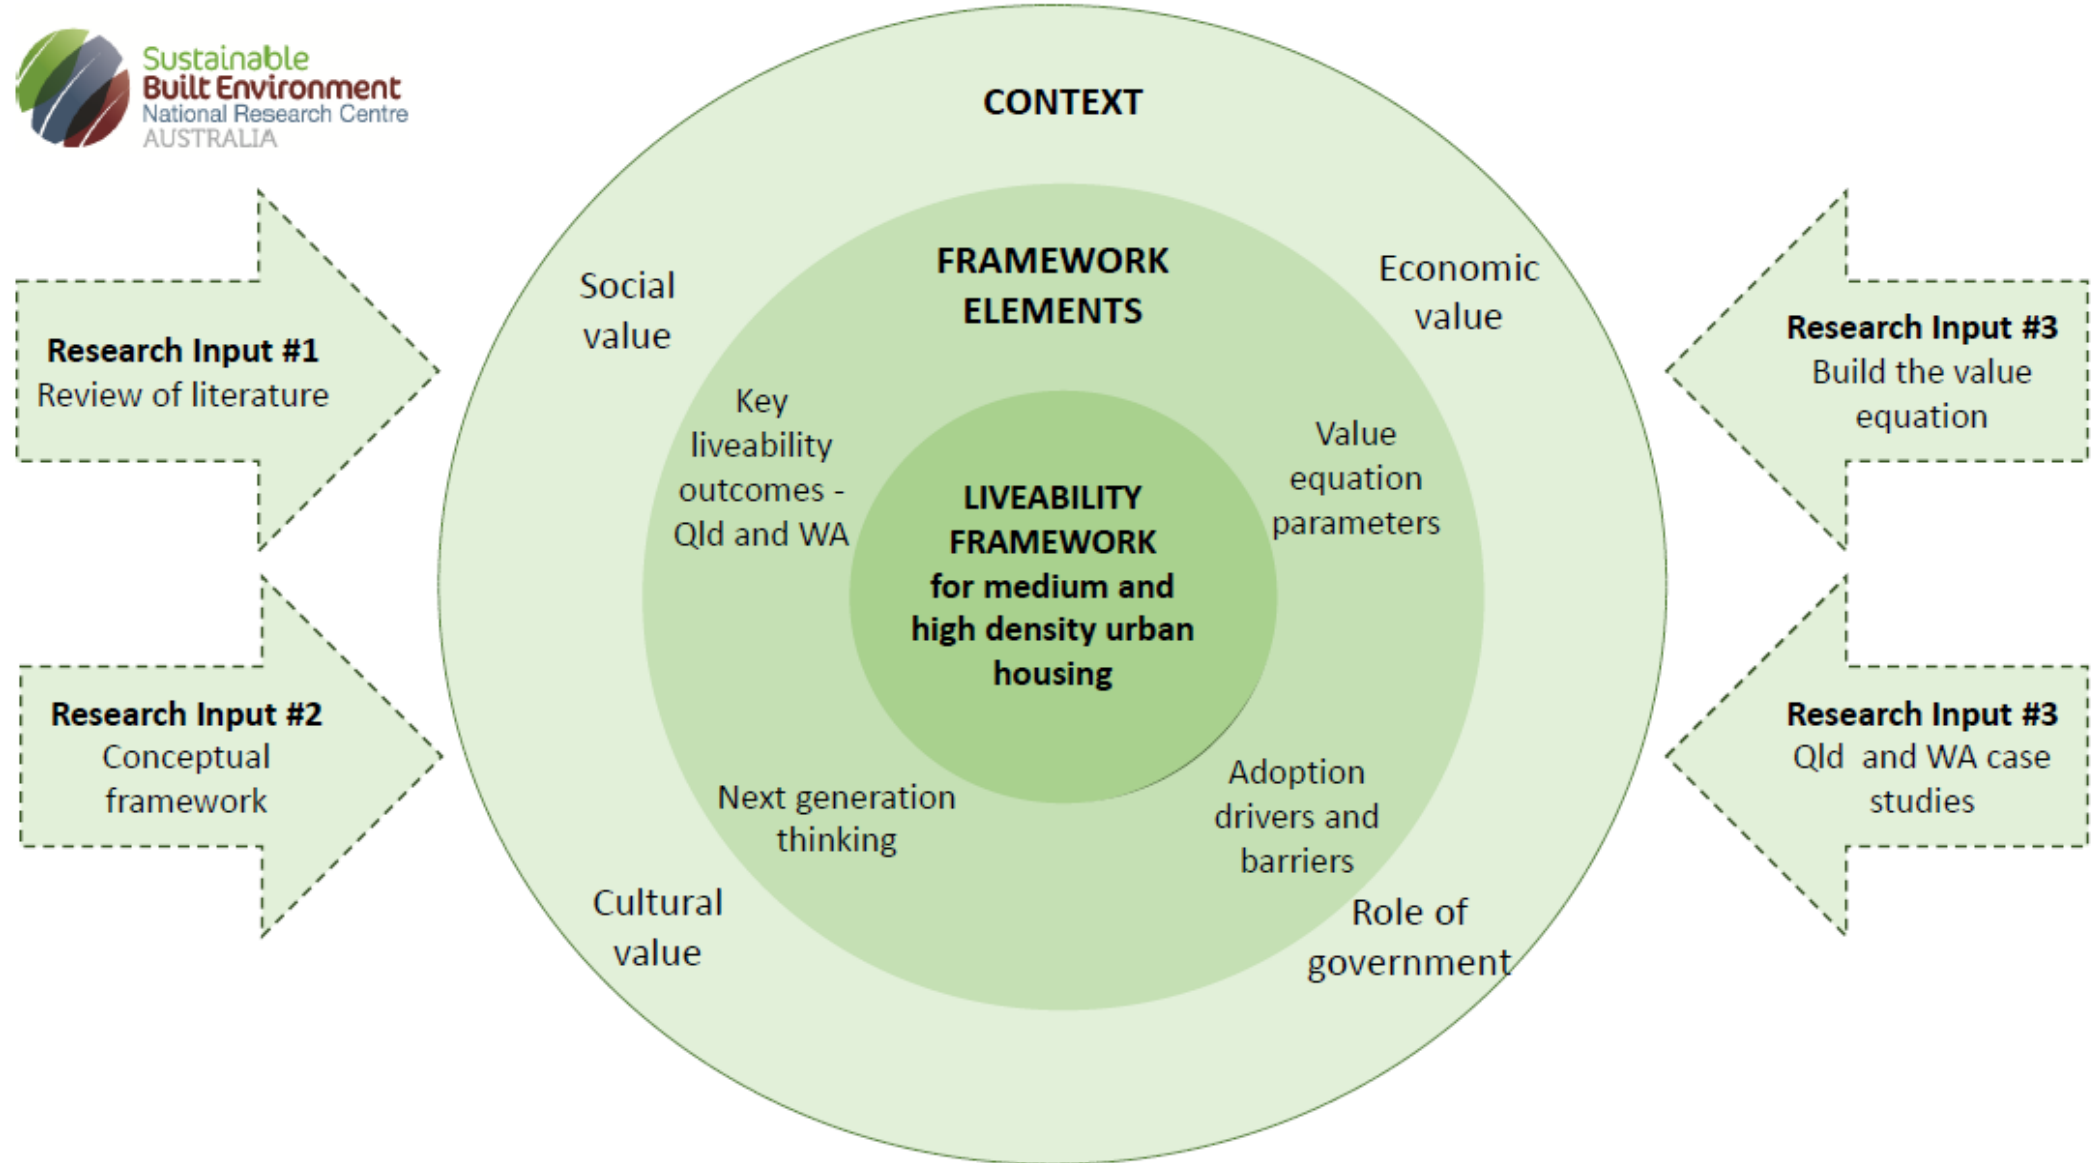 Sustainable
Built Environment
National Research Centre
AUSTRALIA
CONTEXT
Social
value
Economic
value
FRAMEWORK
ELEMENTS
Key
liveability
outcomes -
Qld and WA
Value
equation
parameters
LIVEABILITY
FRAMEWORK
for medium and
high density urban
housing
Next generation
thinking
Adoption
drivers and
barriers
Cultural
value
Role of
government
Research Input #1
Review of literature
Research Input #2
Conceptual
framework
Research Input #3
Build the value
equation
Research Input #3
Qld and WA case
studies